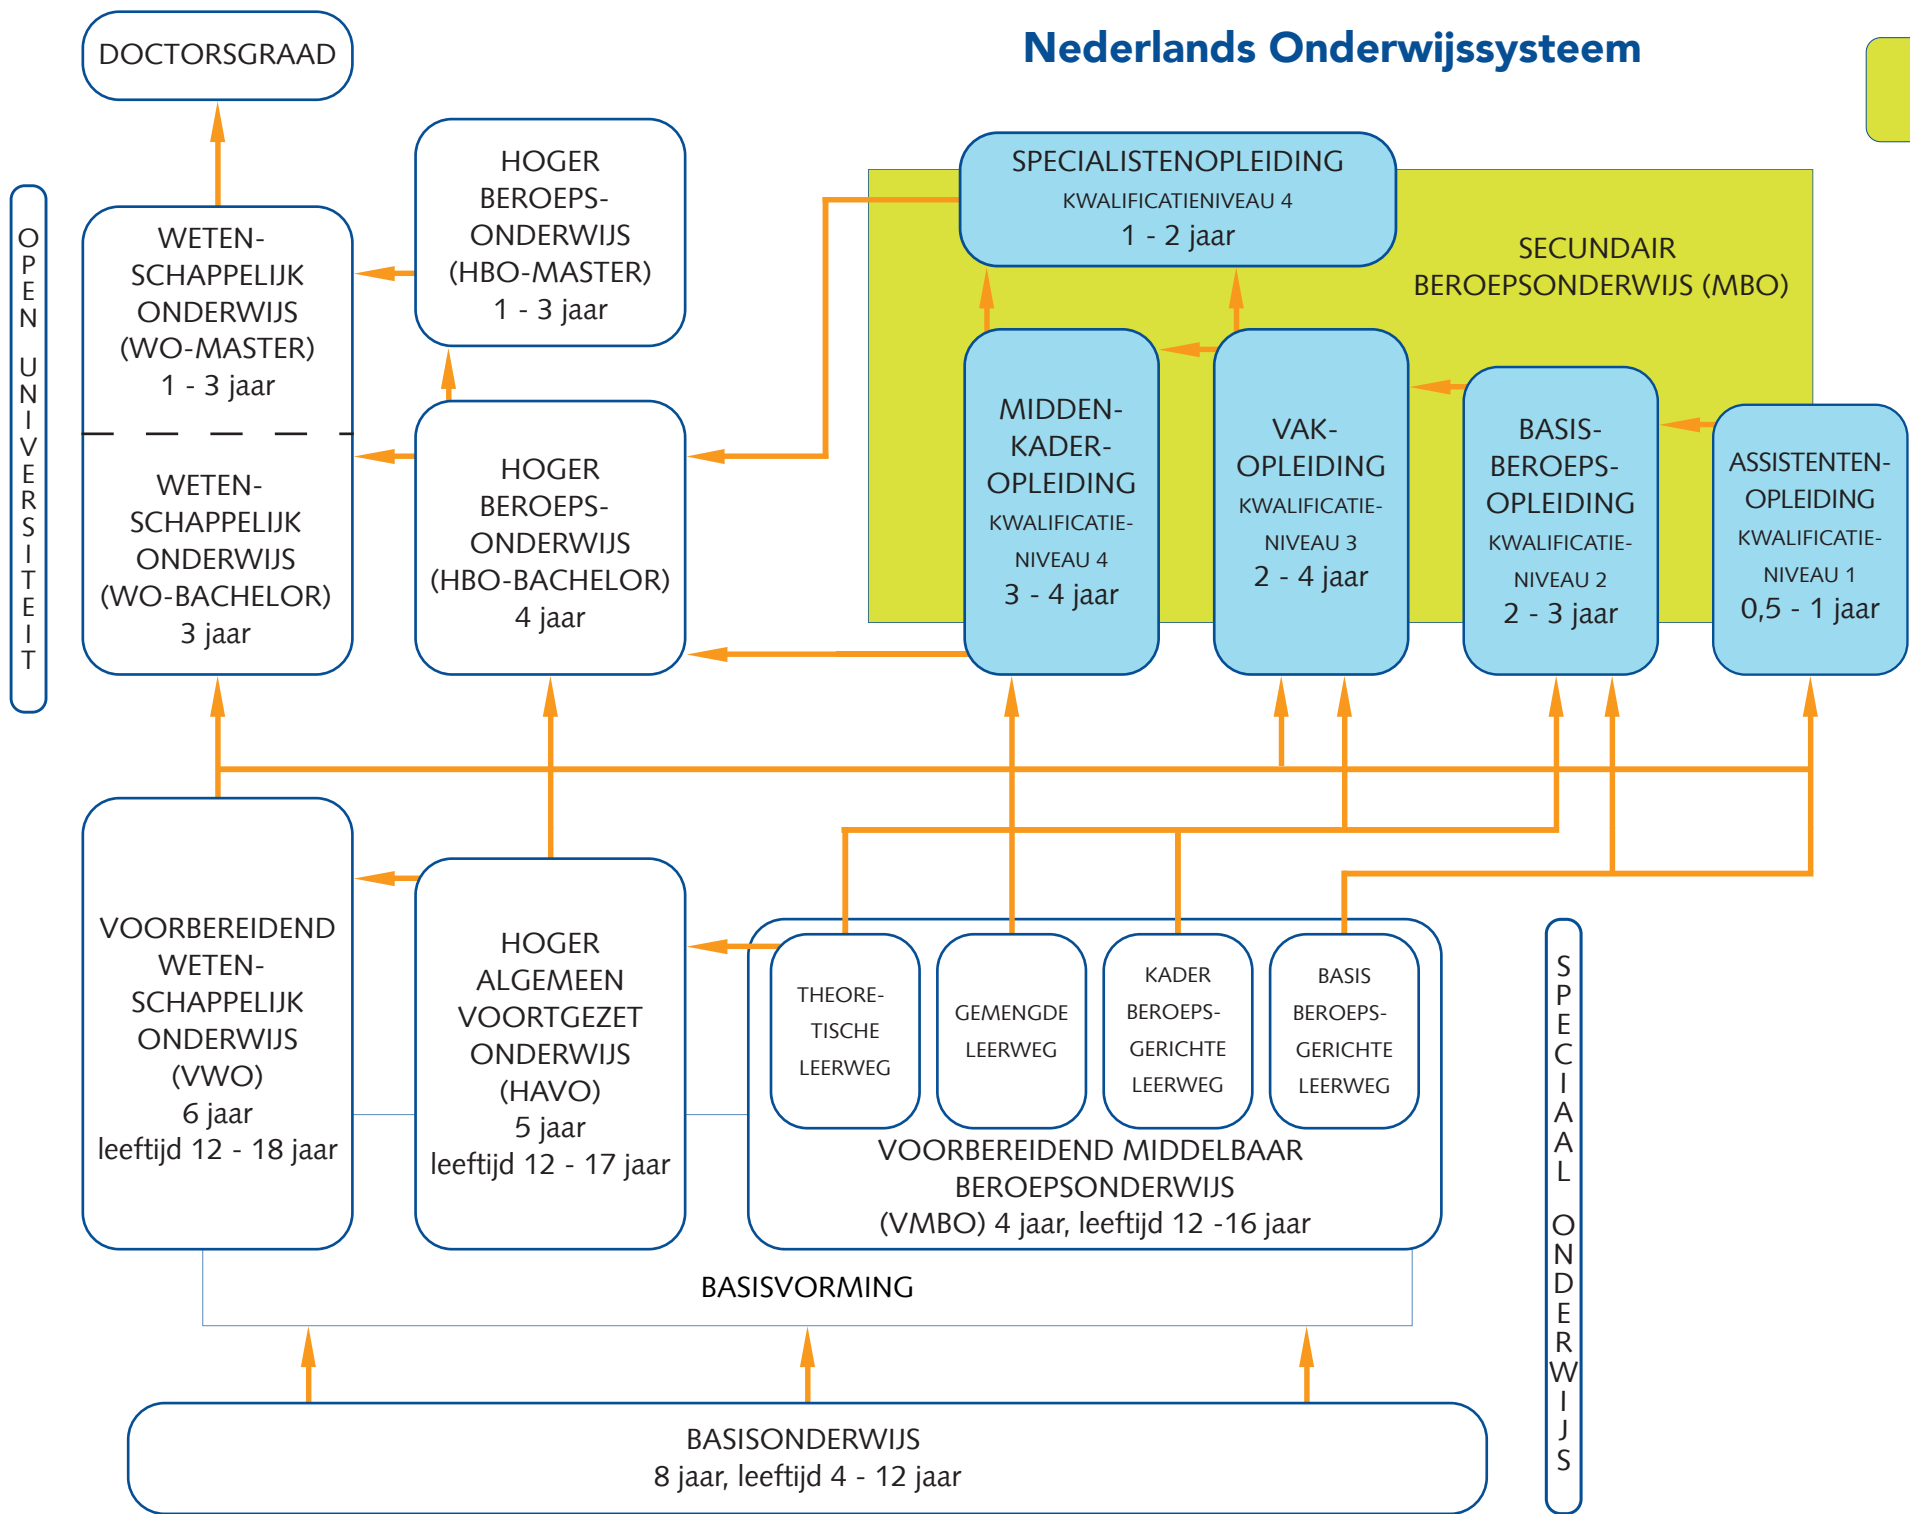 Nederlands Onderwijssysteem
DOCTORSGRAAD
OPEN UNIVERSITEIT
WETEN-
SCHAPPELIJK
ONDERWIJS
(WO-MASTER)
1 - 3 jaar
WETEN-
SCHAPPELIJK
ONDERWIJS
(WO-BACHELOR)
3 jaar
HOGER
BEROEPS-
ONDERWIJS
(HBO-MASTER)
1 - 3 jaar
HOGER
BEROEPS-
ONDERWIJS
(HBO-BACHELOR)
4 jaar
SPECIALISTENOPLEIDING
KWALIFICATIENIVEAU 4
1 - 2 jaar
SECUNDAIR
BEROEPSONDERWIJS (MBO)
MIDDEN-
KADER-
OPLEIDING
KWALIFICATIE-
NIVEAU 4
3 - 4 jaar
VAK-
OPLEIDING
KWALIFICATIE-
NIVEAU 3
2 - 4 jaar
BASIS-
BEROEPS-
OPLEIDING
KWALIFICATIE-
NIVEAU 2
2 - 3 jaar
ASSISTENTEN-
OPLEIDING
KWALIFICATIE-
NIVEAU 1
0,5 - 1 jaar
VOORBEREIDEND
WETEN-
SCHAPPELIJK
ONDERWIJS
(VWO)
6 jaar
leeftijd 12 - 18 jaar
HOGER
ALGEMEEN
VOORTGEZET
ONDERWIJS
(HAVO)
5 jaar
leeftijd 12 - 17 jaar
THEORE-
TISCHE
LEERWEG
GEMENGDE
LEERWEG
KADER
BEROEPS-
GERICHTE
LEERWEG
BASIS
BEROEPS-
GERICHTE
LEERWEG
VOORBEREIDEND MIDDELBAAR
BEROEPSONDERWIJS
(VMBO) 4 jaar, leeftijd 12 -16 jaar
SPECIAAL ONDERWIJS
BASISVORMING
BASISONDERWIJS
8 jaar, leeftijd 4 - 12 jaar